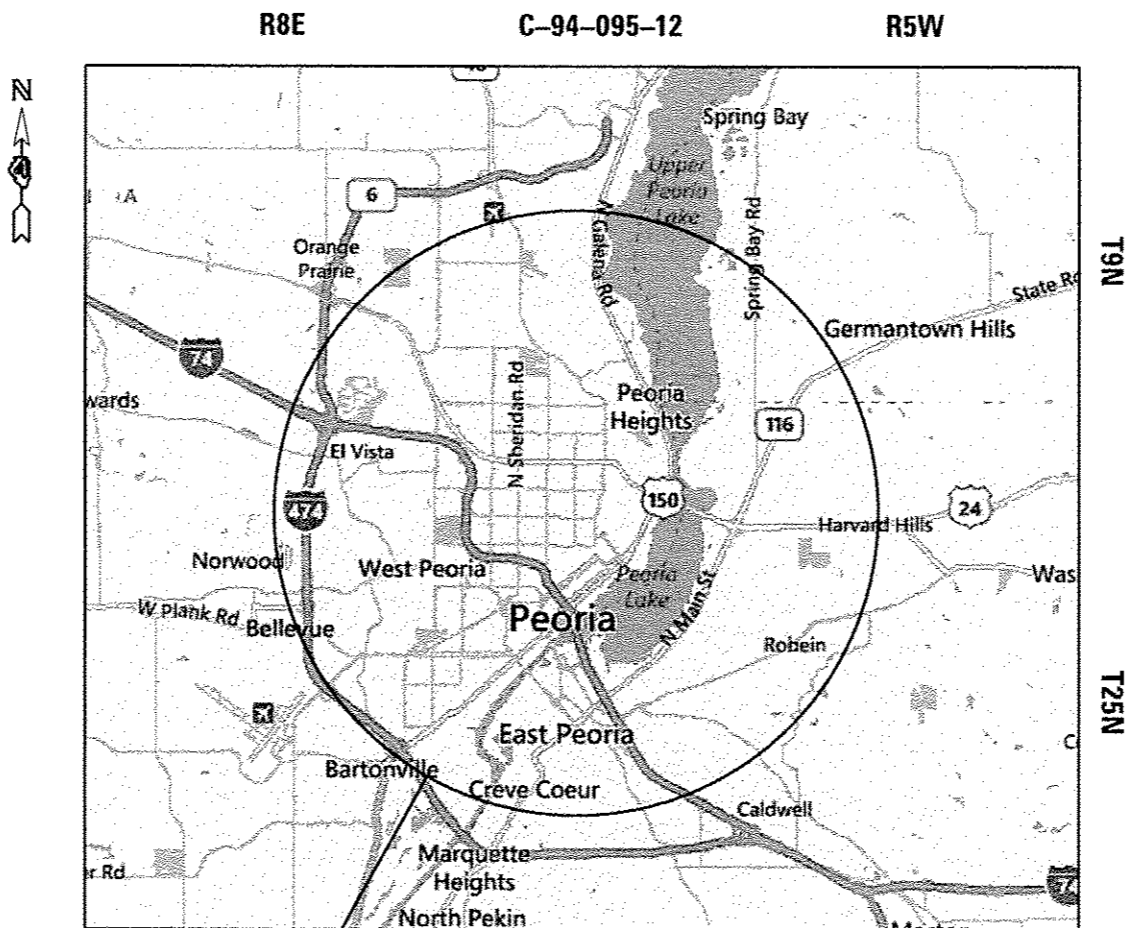 R8E C–94–095–12 R5W
N
Spring Bay
Upper
Peoria
Lake
6
A
N Galena Rd
Spring Bay Rd
Orange
Prairie
T9N
State Rd
Germantown Hills
74
N Sheridan Rd
Peoria
Heights
wards
116
El Vista
150
24
474
Harvard Hills
Norwood
West Peoria
Peoria
Lake
Was
W Plank Rd
Peoria
N Main St
Bellevue
Robein
T25N
East Peoria
C
Bartonville
Creve Coeur
Caldwell
Marquette
Heights
er Rd
7
North Pekin
Morton